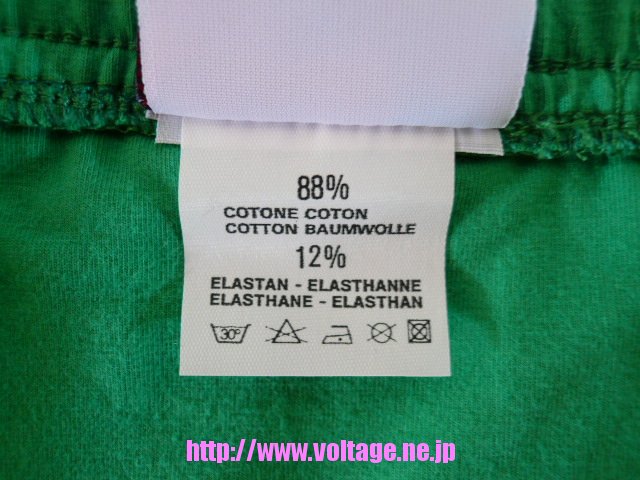 88%
COTONE COTON
COTTON BAUMWOLLE
12%
ELASTAN - ELASTHANNE
ELASTHANE - ELASTHAN
30°
http://www.voltage.ne.jp